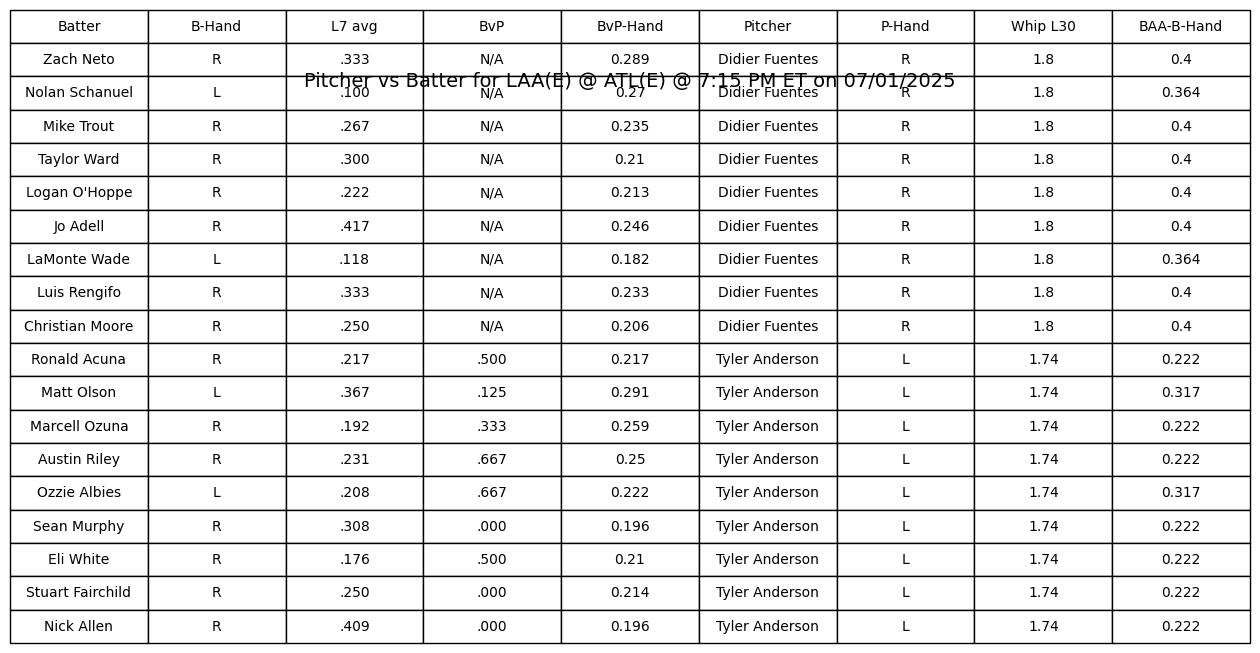 Batter B-Hand L7 avg BvP BvP-Hand Pitcher P-Hand Whip L30 BAA-B-Hand
Zach Neto R .333 N/A 0.289 Didier Fuentes R 1.8 0.4
Pitcher vs Batter for LAA(E) @ ATL(E) @ 7:15 PM ET on 07/01/2025
Nolan Schanuel L .100 N/A 0.27 Didier Fuentes R 1.8 0.364
Mike Trout R .267 N/A 0.235 Didier Fuentes R 1.8 0.4
Taylor Ward R .300 N/A 0.21 Didier Fuentes R 1.8 0.4
Logan O'Hoppe R .222 N/A 0.213 Didier Fuentes R 1.8 0.4
Jo Adell R .417 N/A 0.246 Didier Fuentes R 1.8 0.4
LaMonte Wade L .118 N/A 0.182 Didier Fuentes R 1.8 0.364
Luis Rengifo R .333 N/A 0.233 Didier Fuentes R 1.8 0.4
Christian Moore R .250 N/A 0.206 Didier Fuentes R 1.8 0.4
Ronald Acuna R .217 .500 0.217 Tyler Anderson L 1.74 0.222
Matt Olson L .367 .125 0.291 Tyler Anderson L 1.74 0.317
Marcell Ozuna R .192 .333 0.259 Tyler Anderson L 1.74 0.222
Austin Riley R .231 .667 0.25 Tyler Anderson L 1.74 0.222
Ozzie Albies L .208 .667 0.222 Tyler Anderson L 1.74 0.317
Sean Murphy R .308 .000 0.196 Tyler Anderson L 1.74 0.222
Eli White R .176 .500 0.21 Tyler Anderson L 1.74 0.222
Stuart Fairchild R .250 .000 0.214 Tyler Anderson L 1.74 0.222
Nick Allen R .409 .000 0.196 Tyler Anderson L 1.74 0.222